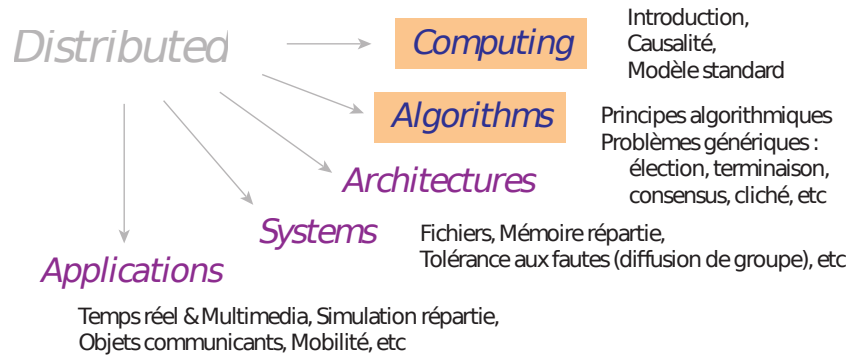 Distributed
Computing
Introduction,
Causalité,
Modèle standard
Algorithms
Principes algorithmiques
Problèmes génériques :
élection, terminaison,
consensus, cliché, etc
Architectures
Systems
Fichiers, Mémoire répartie,
Tolérance aux fautes (diffusion de groupe), etc
Applications
Temps réel & Multimedia, Simulation répartie,
Objets communicants, Mobilité, etc